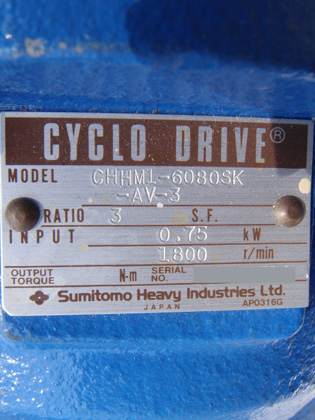 CYCLO DRIVE®
MODEL CHHM1-6080SK
-AV-3
RATIO 3 S.F.
INPUT 0.75 kW
1800 r/min
OUTPUT TORQUE N·m SERIAL NO.
Sumitomo Heavy Industries Ltd.
JAPAN AP0316G